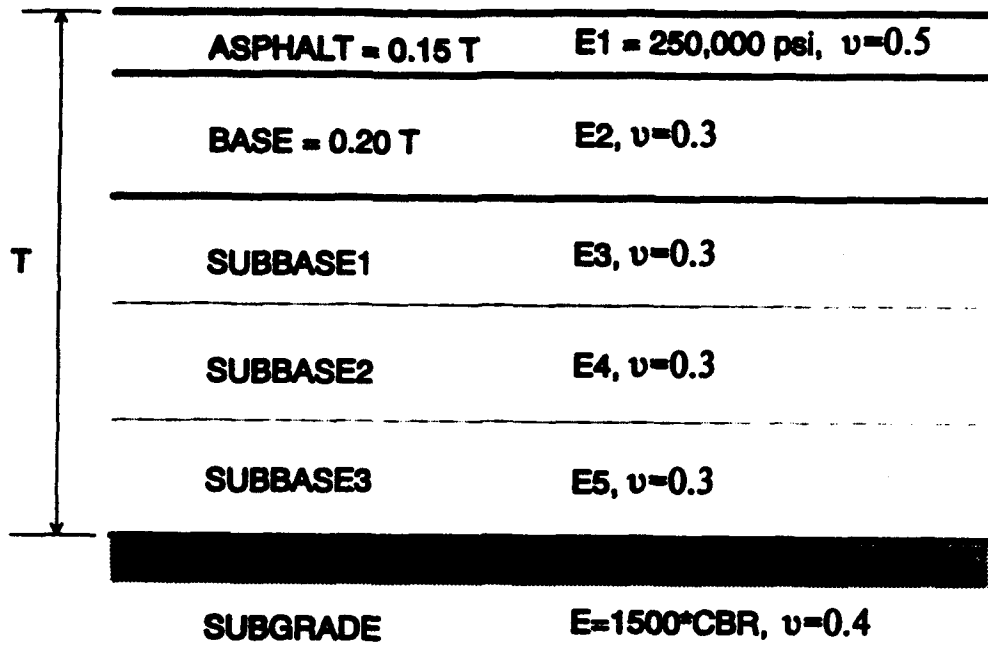 ASPHALT = 0.15 T E1 = 250,000 psi, υ=0.5
BASE = 0.20 T E2, υ=0.3
T
SUBBASE1 E3, υ=0.3
SUBBASE2 E4, υ=0.3
SUBBASE3 E5, υ=0.3
SUBGRADE E=1500*CBR, υ=0.4